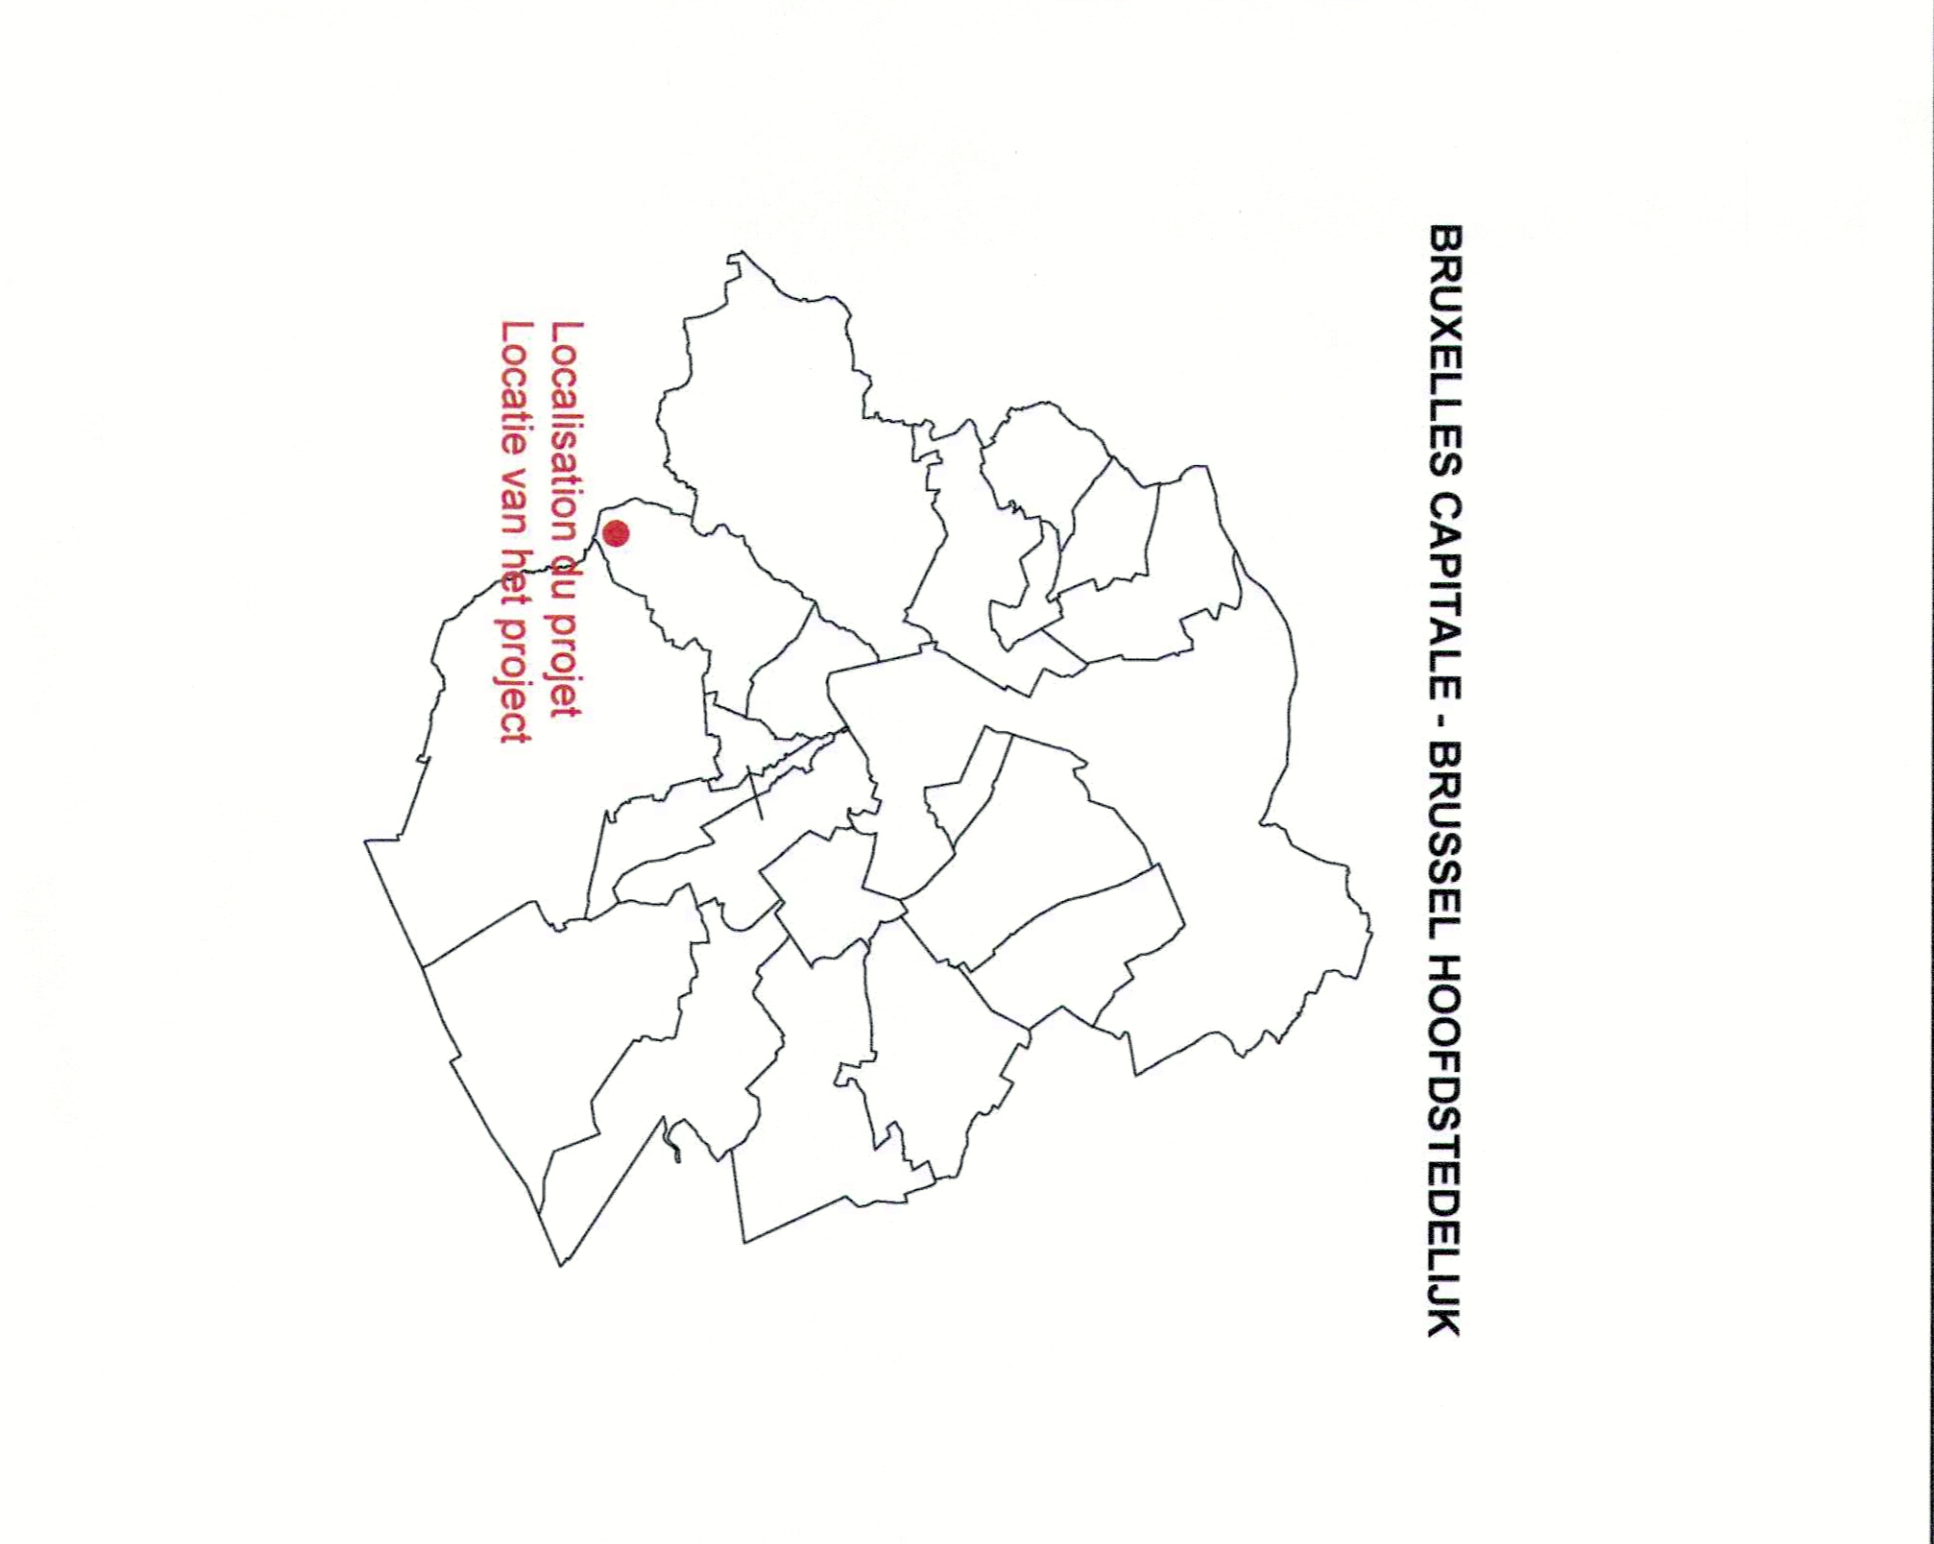 BRUXELLES CAPITALE - BRUSSEL HOOFDSTEDELIJK
Localisation du projet
Locatie van het project